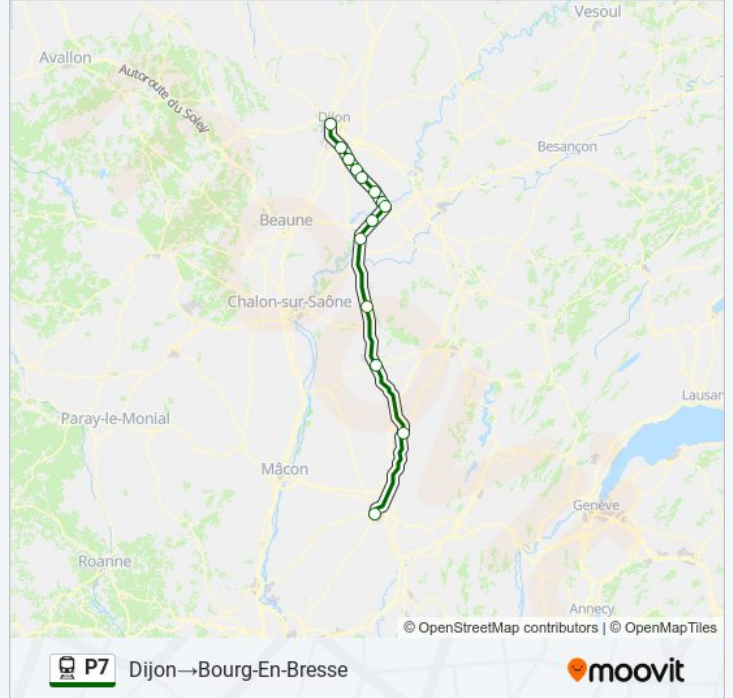 Vesoul
Avallon
Autoroute du Soleil
Dijon
Besançon
Beaune
Chalon-sur-Saône
Lausan
Paray-le-Monial
Mâcon
Genève
Roanne
Annecy
© OpenStreetMap contributors | © OpenMapTiles
P7 Dijon→Bourg-En-Bresse
moovit